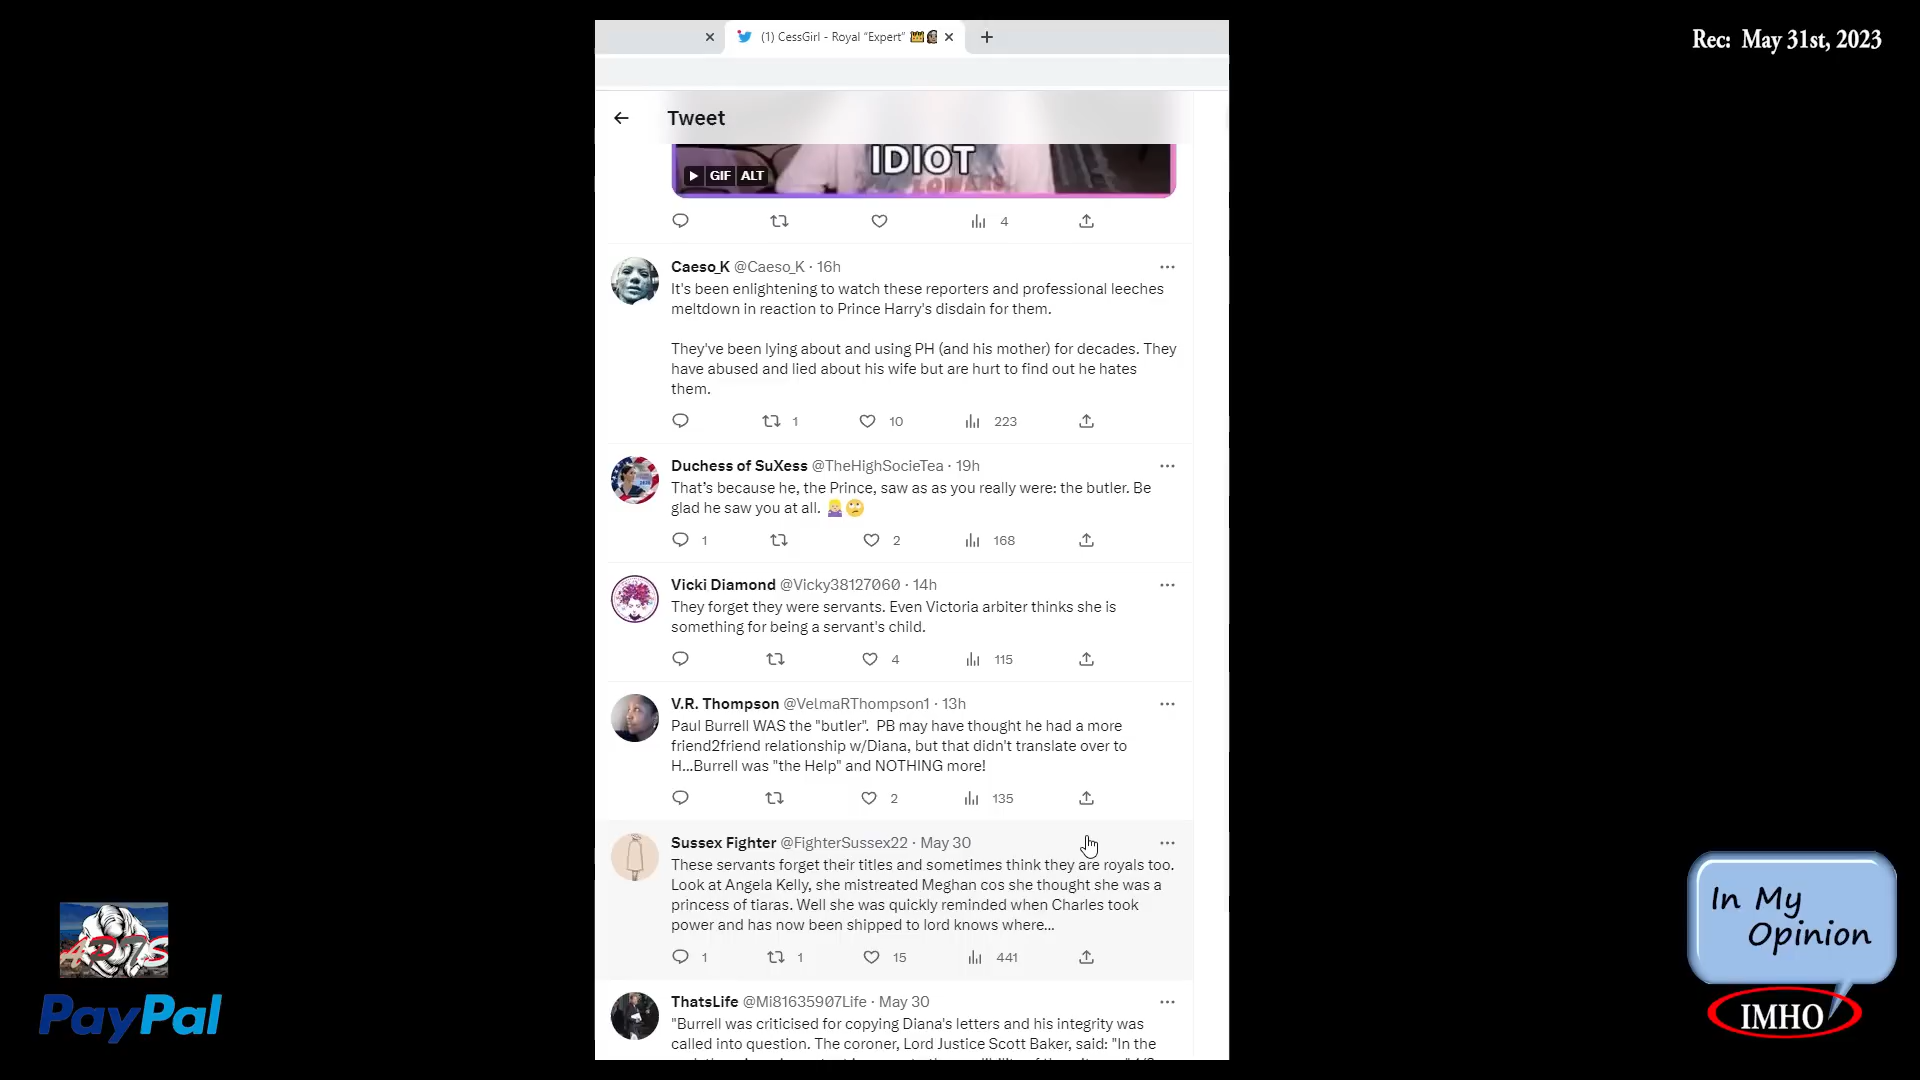 (1) CessGirl - Royal “Expert” 👑
Rec: May 31st, 2023
Tweet
IDIOT
GIF ALT
4
Caeso_K @Caeso_K · 16h
It's been enlightening to watch these reporters and professional leeches
meltdown in reaction to Prince Harry's disdain for them.
They've been lying about and using PH (and his mother) for decades. They
have abused and lied about his wife but are hurt to find out he hates
them.
1 10 223
Duchess of SuXess @TheHighSocieTea · 19h
That’s because he, the Prince, saw as as you really were: the butler. Be
glad he saw you at all. 🤷🏼‍♀️🙄
1 2 168
Vicki Diamond @Vicky38127060 · 14h
They forget they were servants. Even Victoria arbiter thinks she is
something for being a servant's child.
4 115
V.R. Thompson @VelmaRThompson1 · 13h
Paul Burrell WAS the "butler". PB may have thought he had a more
friend2friend relationship w/Diana, but that didn't translate over to
H...Burrell was "the Help" and NOTHING more!
2 135
Sussex Fighter @FighterSussex22 · May 30
These servants forget their titles and sometimes think they are royals too.
Look at Angela Kelly, she mistreated Meghan cos she thought she was a
princess of tiaras. Well she was quickly reminded when Charles took
power and has now been shipped to lord knows where...
1 1 15 441
ThatsLife @Mi81635907Life · May 30
"Burrell was criticised for copying Diana's letters and his integrity was
called into question. The coroner, Lord Justice Scott Baker, said: "In the
PayPal
In My
Opinion
IMHO